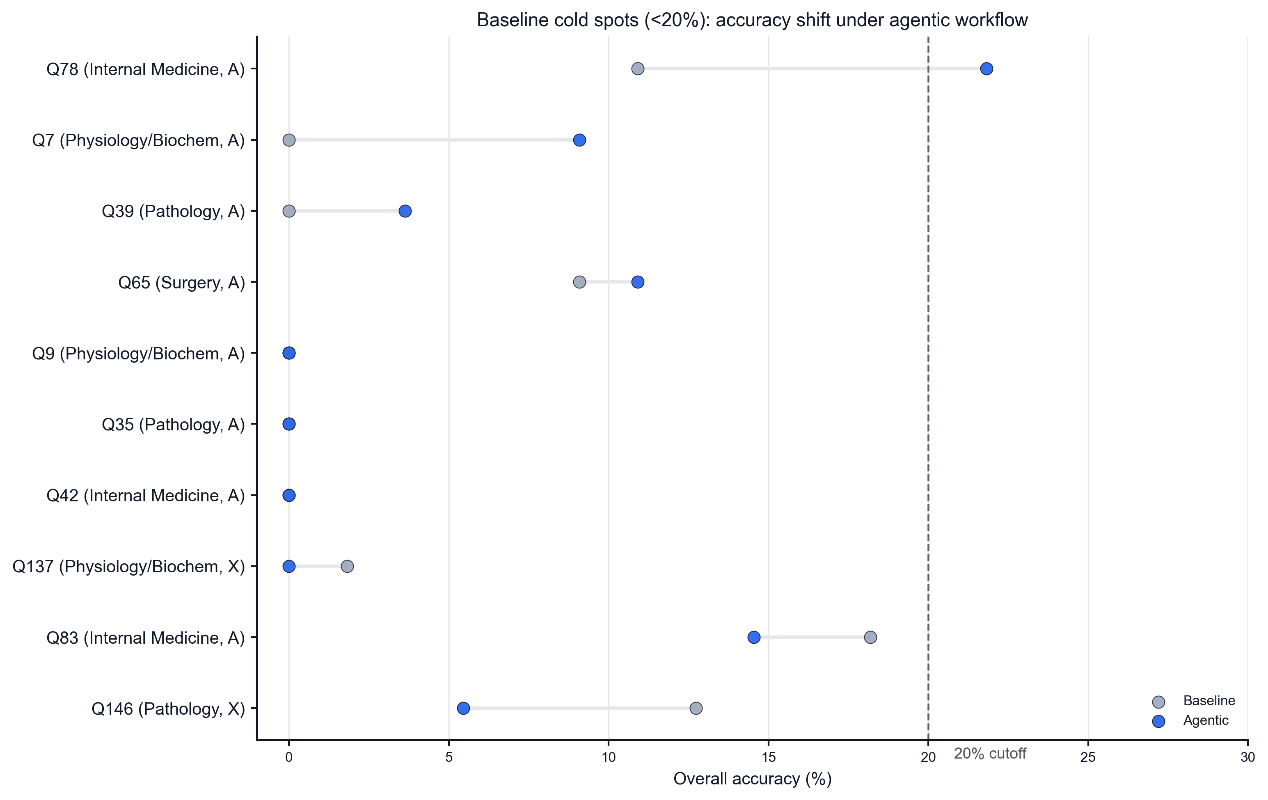 Baseline cold spots (<20%): accuracy shift under agentic workflow
Q78 (Internal Medicine, A)
Q7 (Physiology/Biochem, A)
Q39 (Pathology, A)
Q65 (Surgery, A)
Q9 (Physiology/Biochem, A)
Q35 (Pathology, A)
Q42 (Internal Medicine, A)
Q137 (Physiology/Biochem, X)
Q83 (Internal Medicine, A)
Q146 (Pathology, X)
Baseline
Agentic
0 5 10 15 20 25 30
20% cutoff
Overall accuracy (%)